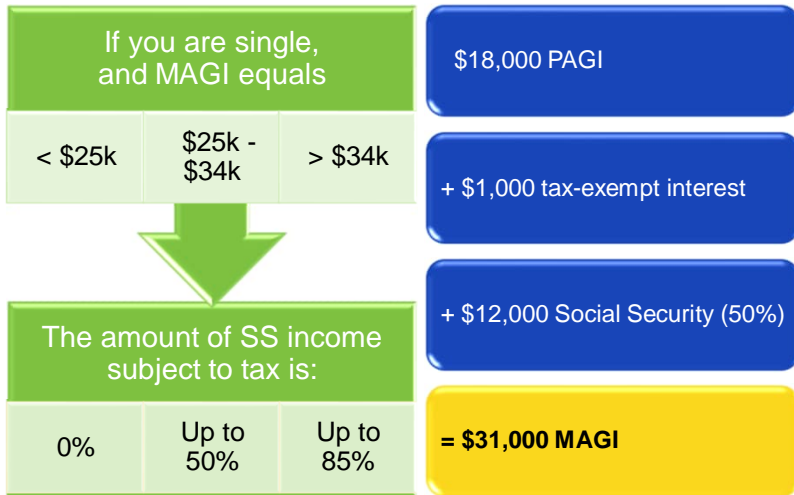 If you are single,
and MAGI equals
< $25k
$25k -
$34k
> $34k
The amount of SS income
subject to tax is:
0%
Up to
50%
Up to
85%
$18,000 PAGI
+ $1,000 tax-exempt interest
+ $12,000 Social Security (50%)
= $31,000 MAGI